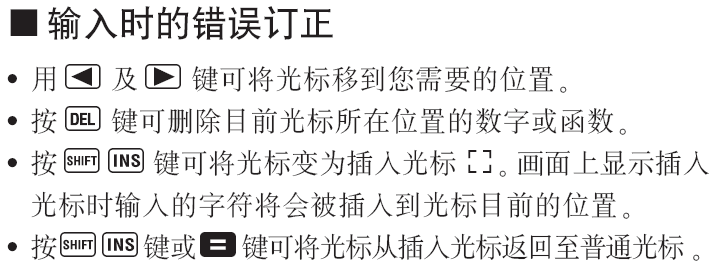 ■ 输入时的错误订正
• 用 ◀ 及 ▶ 键可将光标移到您需要的位置。
• 按 DEL 键可删除目前光标所在位置的数字或函数。
• 按 SHIFT INS 键可将光标变为插入光标 [ ]。画面上显示插入
光标时输入的字符将会被插入到光标目前的位置。
• 按 SHIFT INS 键或 = 键可将光标从插入光标返回至普通光标。